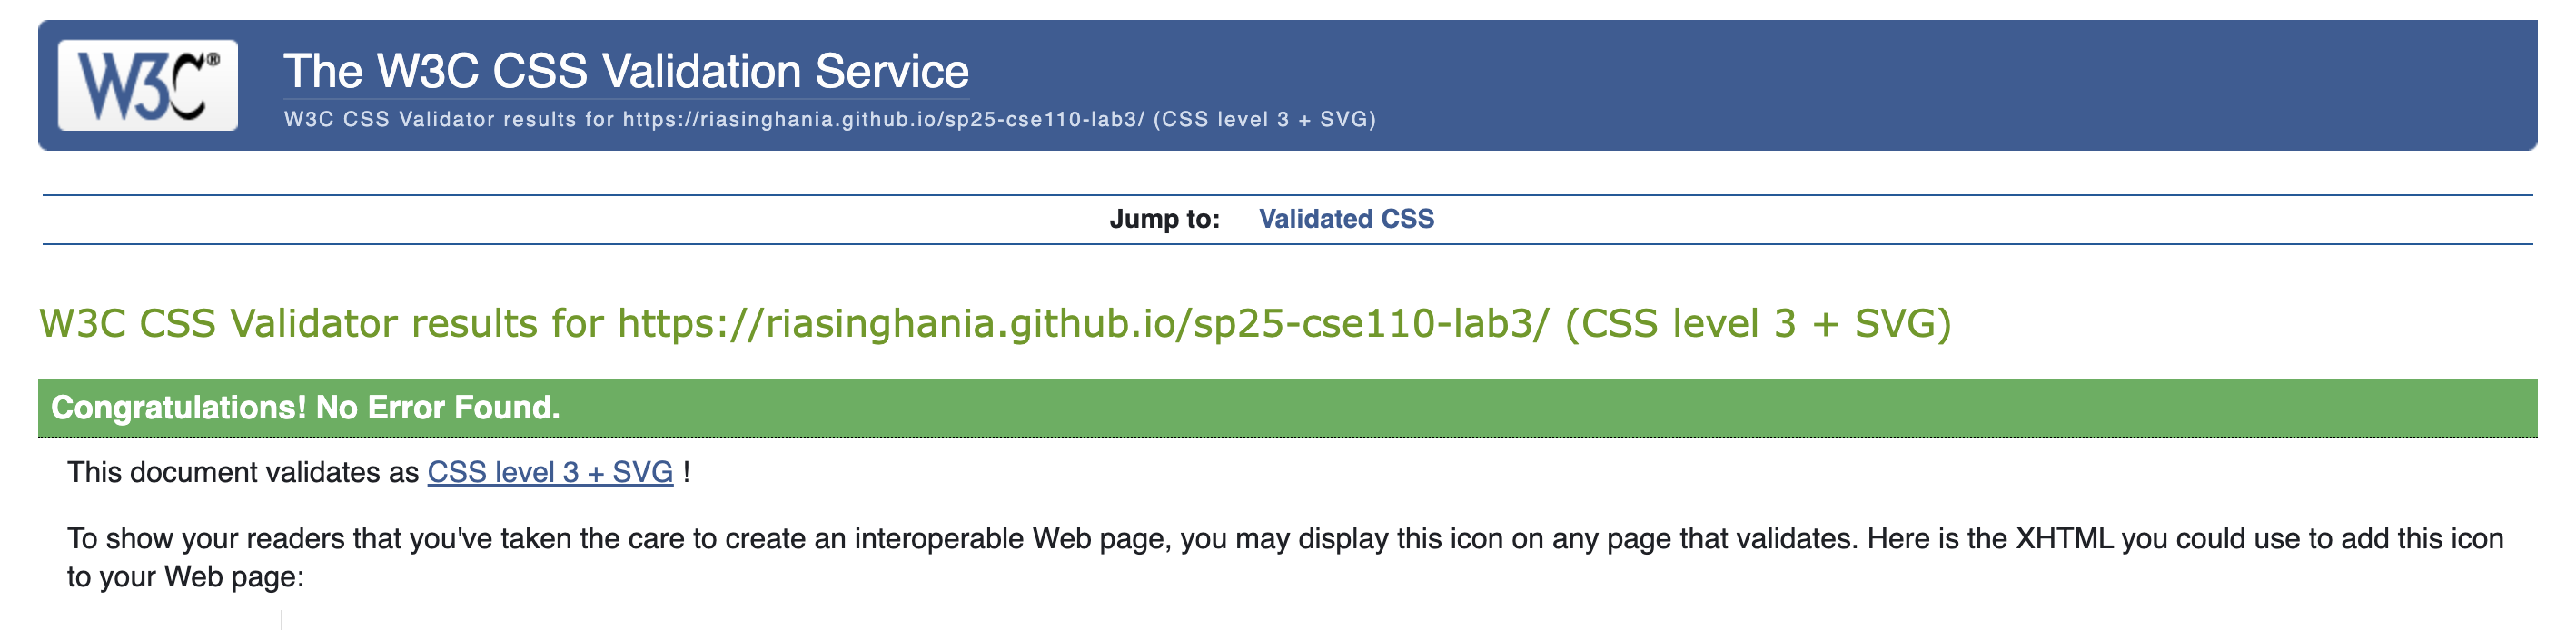 W3C®
The W3C CSS Validation Service
W3C CSS Validator results for https://riasinghania.github.io/sp25-cse110-lab3/ (CSS level 3 + SVG)
Jump to: Validated CSS
W3C CSS Validator results for https://riasinghania.github.io/sp25-cse110-lab3/ (CSS level 3 + SVG)
Congratulations! No Error Found.
This document validates as CSS level 3 + SVG !
To show your readers that you've taken the care to create an interoperable Web page, you may display this icon on any page that validates. Here is the XHTML you could use to add this icon
to your Web page: